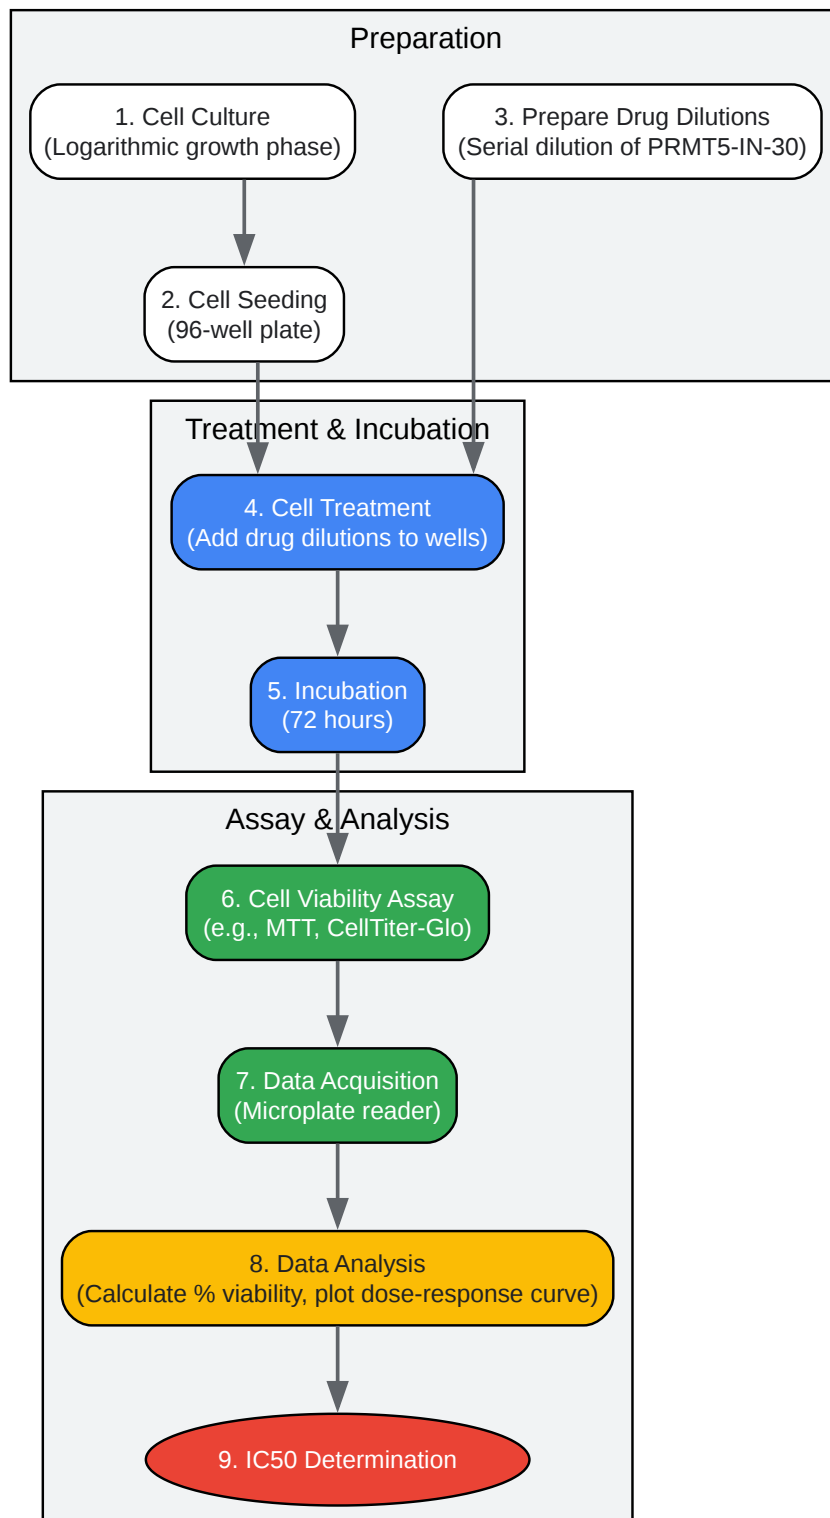 Preparation
1. Cell Culture
(Logarithmic growth phase)
3. Prepare Drug Dilutions
(Serial dilution of PRMT5-IN-30)
2. Cell Seeding
(96-well plate)
Treatment & Incubation
4. Cell Treatment
(Add drug dilutions to wells)
5. Incubation
(72 hours)
Assay & Analysis
6. Cell Viability Assay
(e.g., MTT, CellTiter-Glo)
7. Data Acquisition
(Microplate reader)
8. Data Analysis
(Calculate % viability, plot dose-response curve)
9. IC50 Determination